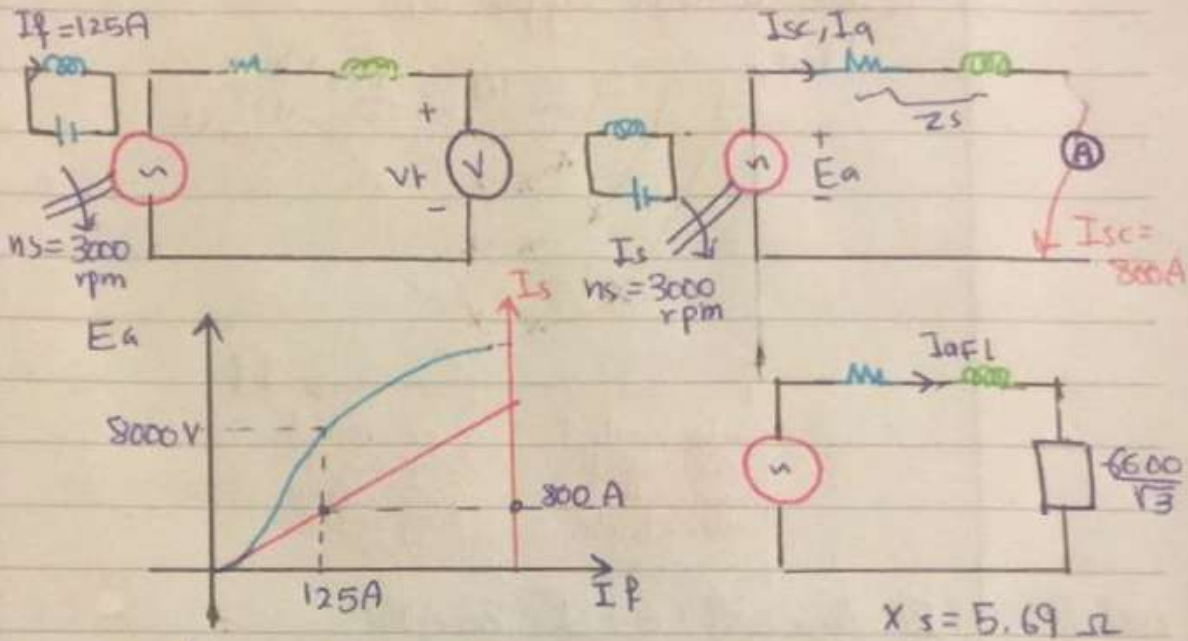 If = 125A
+
V
Vt
-
ns = 3000
rpm
Isc, Ia
Zs
+
Ea
-
A
Isc =
800A
Is
ns = 3000
rpm
Ea
Is
8000V
800 A
125A
If
IaFl
6600
√3
Xs = 5.69 Ω